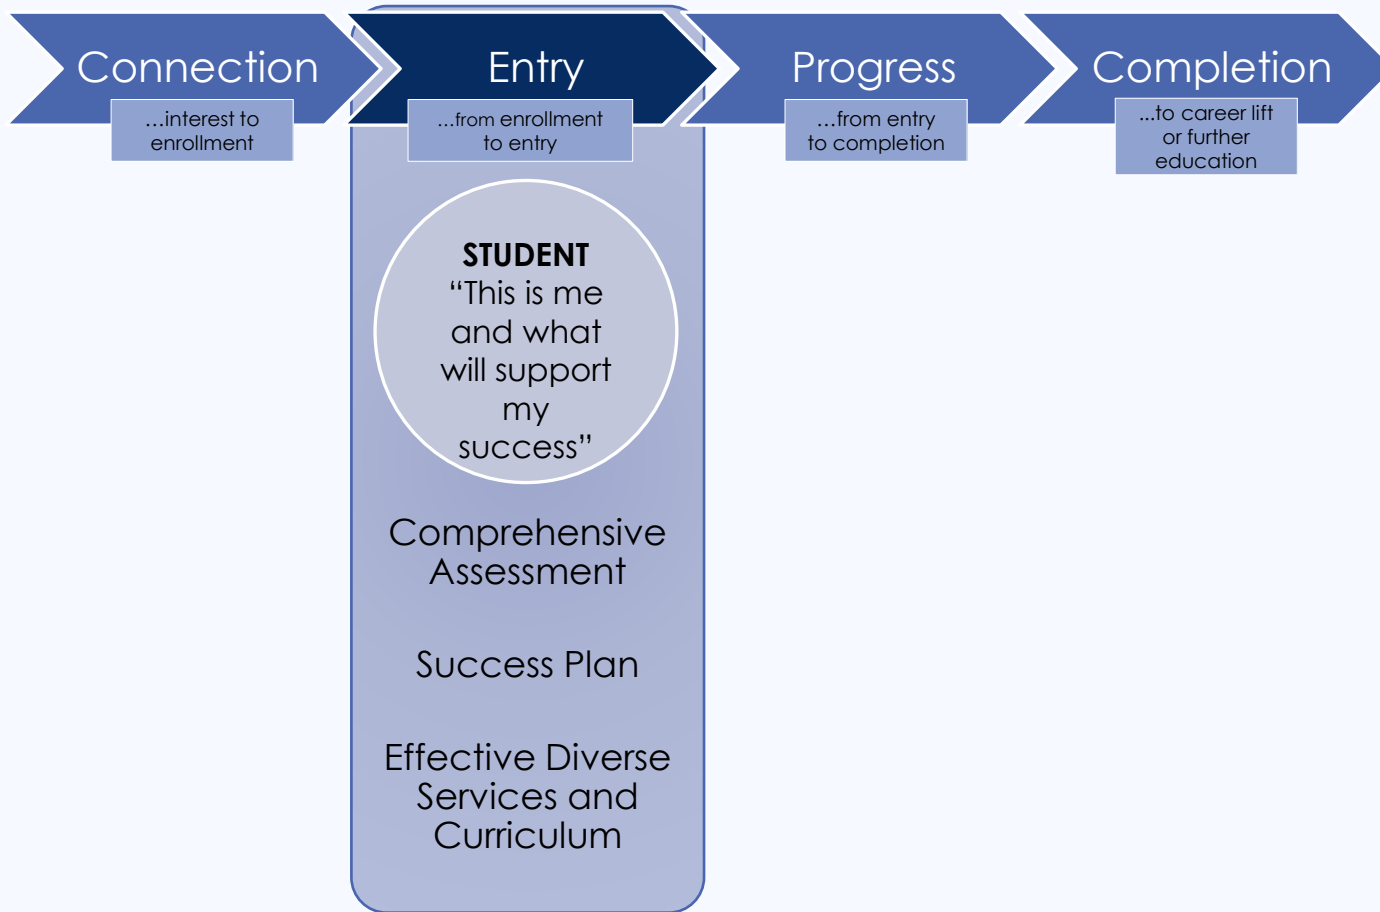 Connection
…interest to
enrollment
Entry
…from enrollment
to entry
Progress
…from entry
to completion
Completion
...to career lift
or further
education
STUDENT
“This is me
and what
will support
my
success”
Comprehensive
Assessment
Success Plan
Effective Diverse
Services and
Curriculum